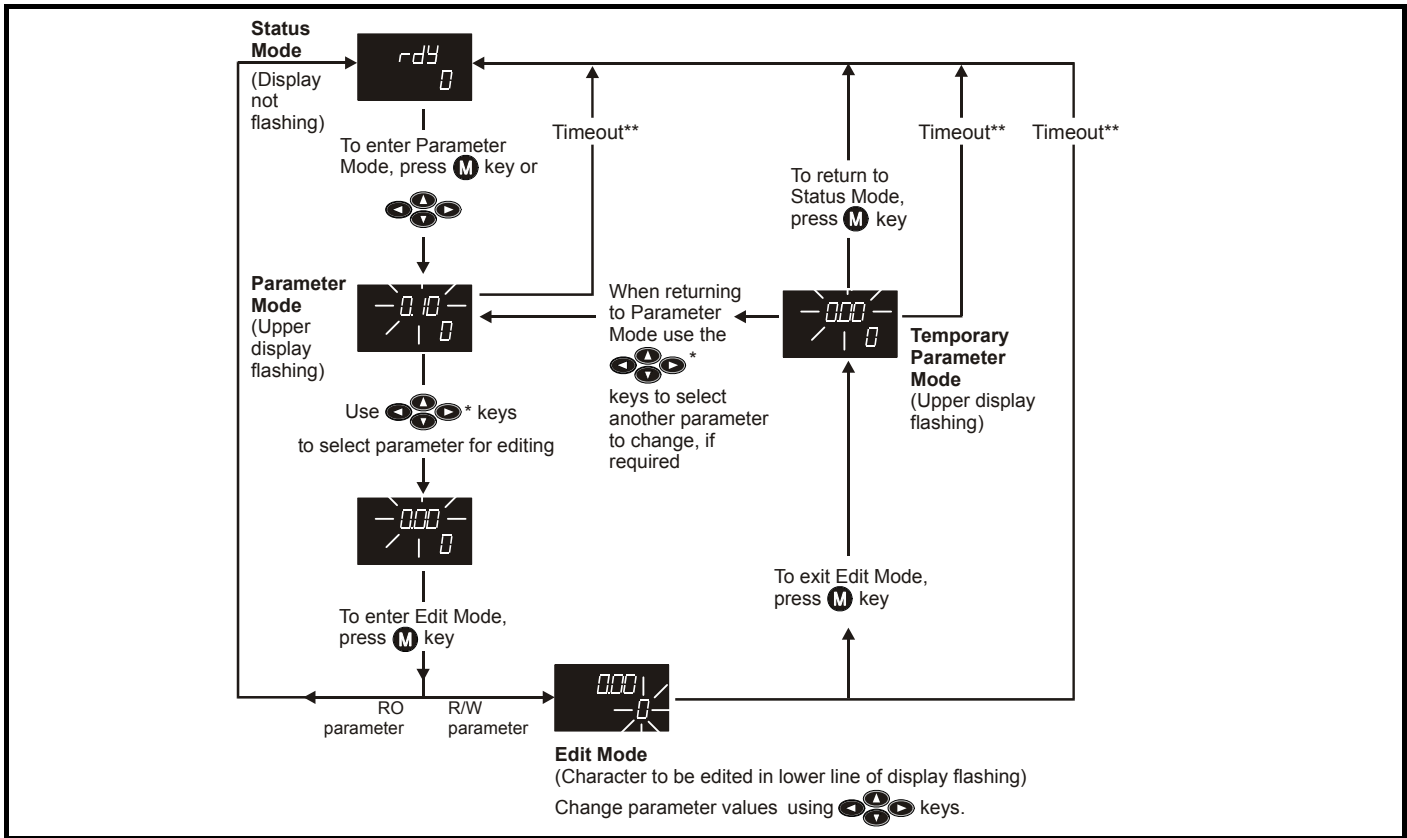 Status
Mode
(Display
not
flashing)
rdY
0
To enter Parameter
Mode, press M key or
Timeout**
Timeout**
Timeout**
To return to
Status Mode,
press M key
Parameter
Mode
(Upper
display
flashing)
0.10
0
When returning
to Parameter
Mode use the
*
keys to select
another parameter
to change, if
required
0.00
0
Temporary
Parameter
Mode
(Upper display
flashing)
Use * keys
to select parameter for editing
0.00
0
To enter Edit Mode,
press M key
To exit Edit Mode,
press M key
RO
parameter
R/W
parameter
0.00
0
Edit Mode
(Character to be edited in lower line of display flashing)
Change parameter values using keys.